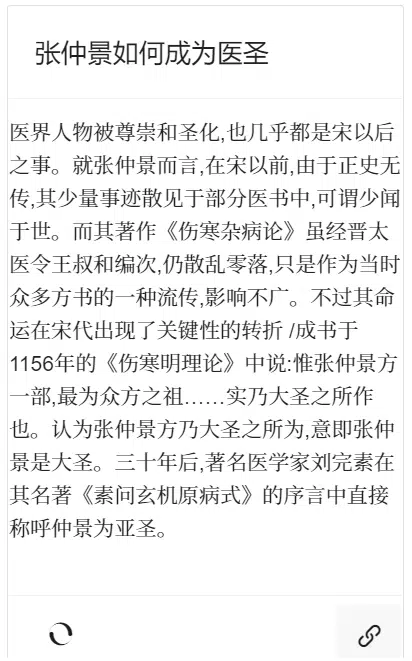 张仲景如何成为医圣
医界人物被尊崇和圣化,也几乎都是宋以后
之事。就张仲景而言,在宋以前,由于正史无
传,其少量事迹散见于部分医书中,可谓少闻
于世。而其著作《伤寒杂病论》虽经晋太
医令王叔和编次,仍散乱零落,只是作为当时
众多方书的一种流传,影响不广。不过其命
运在宋代出现了关键性的转折 /成书于
1156年的《伤寒明理论》中说:惟张仲景方
一部,最为众方之祖……实乃大圣之所作
也。认为张仲景方乃大圣之所为,意即张仲
景是大圣。三十年后,著名医学家刘完素在
其名著《素问玄机原病式》的序言中直接
称呼仲景为亚圣。